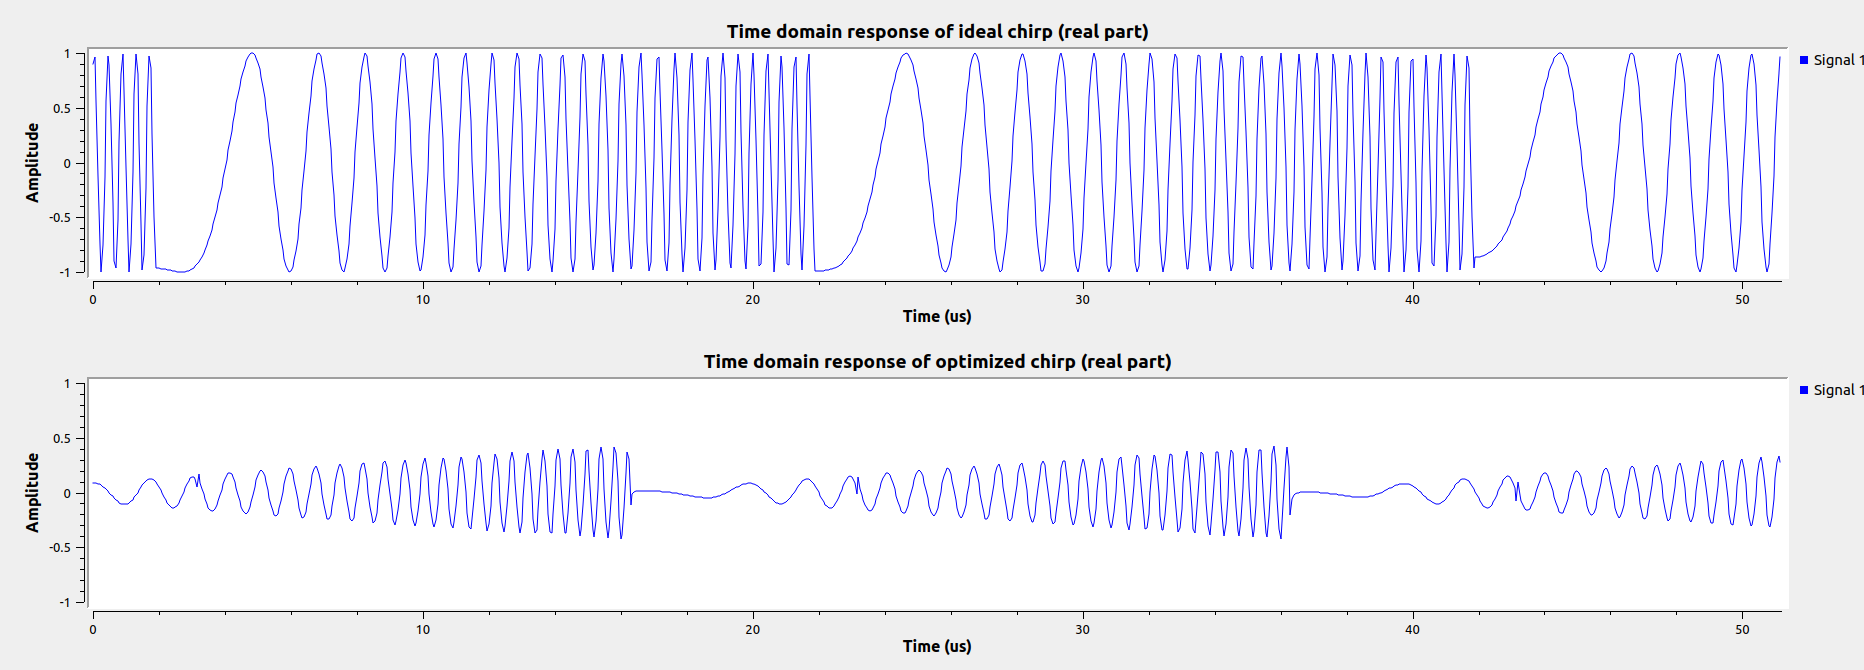 Time domain response of ideal chirp (real part)
Signal 1
Amplitude
1
0.5
0
-0.5
-1
0 10 20 30 40 50
Time (us)
Time domain response of optimized chirp (real part)
Signal 1
Amplitude
1
0.5
0
-0.5
-1
0 10 20 30 40 50
Time (us)